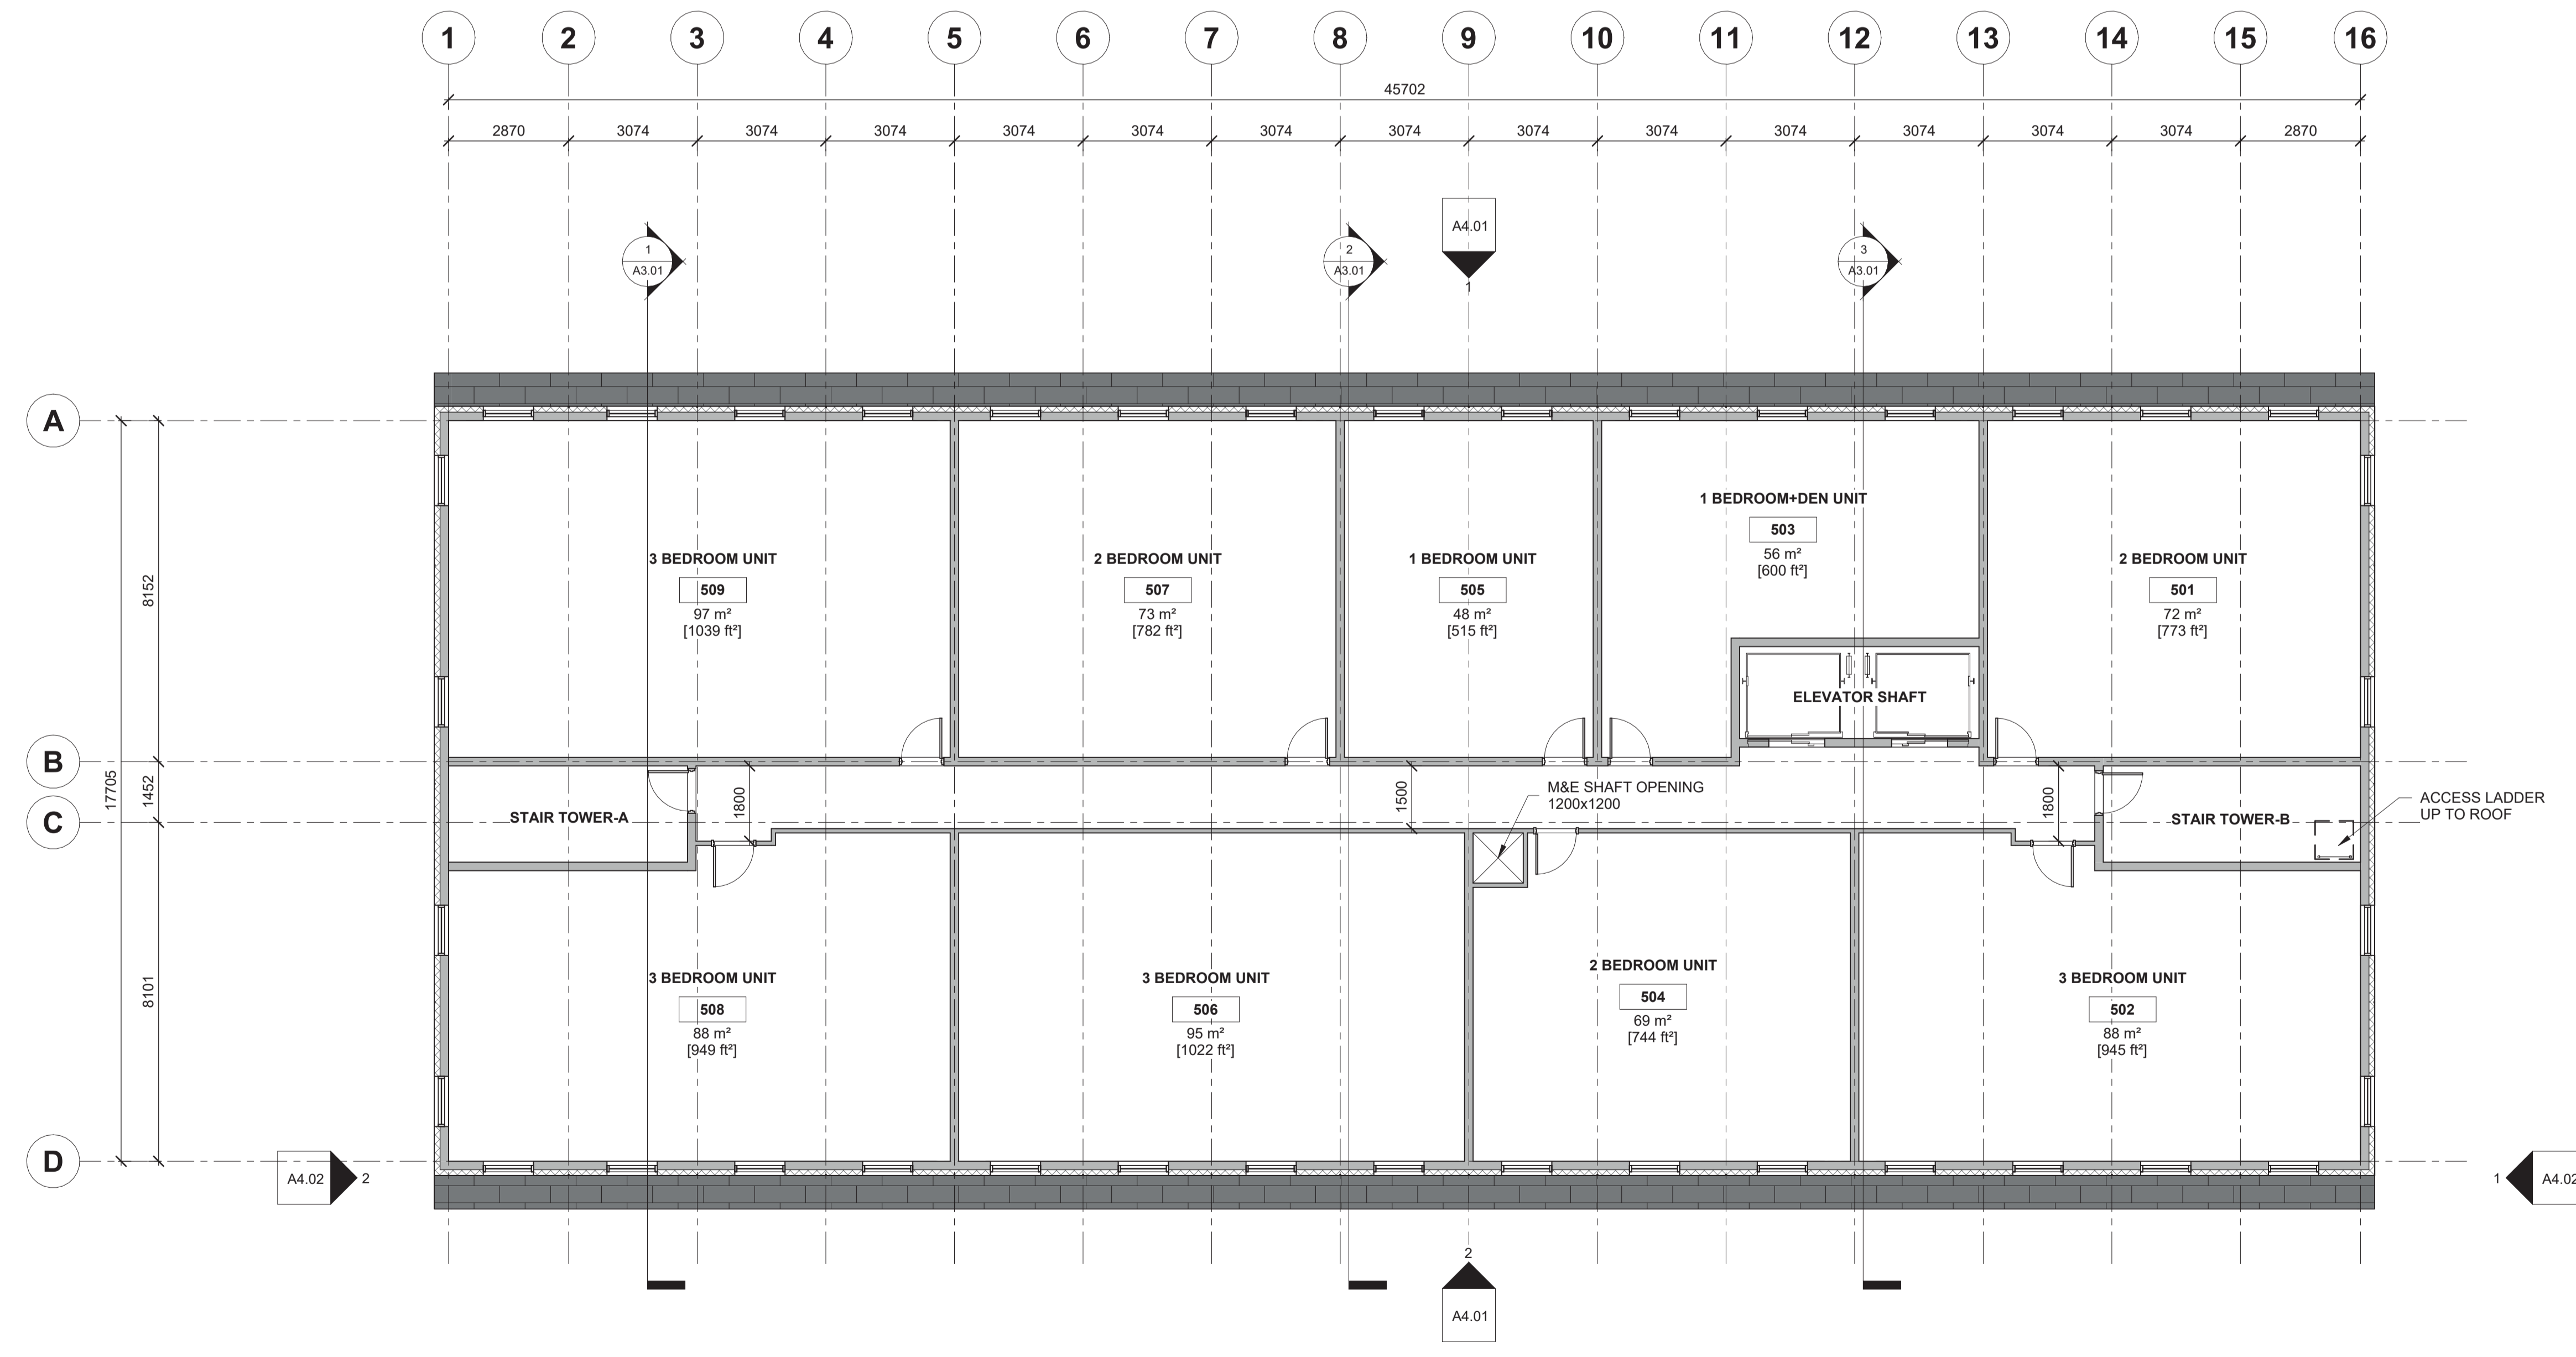 1 2 3 4 5 6 7 8 9 10 11 12 13 14 15 16
45702
2870 3074 3074 3074 3074 3074 3074 3074 3074 3074 3074 3074 3074 3074 2870
A4.01
1
1
A3.01
2
A3.01
3
A3.01
A
B
C
D
17705
8152
1452
8101
3 BEDROOM UNIT
509
97 m²
[1039 ft²]
2 BEDROOM UNIT
507
73 m²
[782 ft²]
1 BEDROOM UNIT
505
48 m²
[515 ft²]
1 BEDROOM+DEN UNIT
503
56 m²
[600 ft²]
2 BEDROOM UNIT
501
72 m²
[773 ft²]
ELEVATOR SHAFT
STAIR TOWER-A
1800
1500
M&E SHAFT OPENING
1200x1200
1800
STAIR TOWER-B
ACCESS LADDER
UP TO ROOF
3 BEDROOM UNIT
508
88 m²
[949 ft²]
3 BEDROOM UNIT
506
95 m²
[1022 ft²]
2 BEDROOM UNIT
504
69 m²
[744 ft²]
3 BEDROOM UNIT
502
88 m²
[945 ft²]
A4.02 2
1 A4.02
2
A4.01